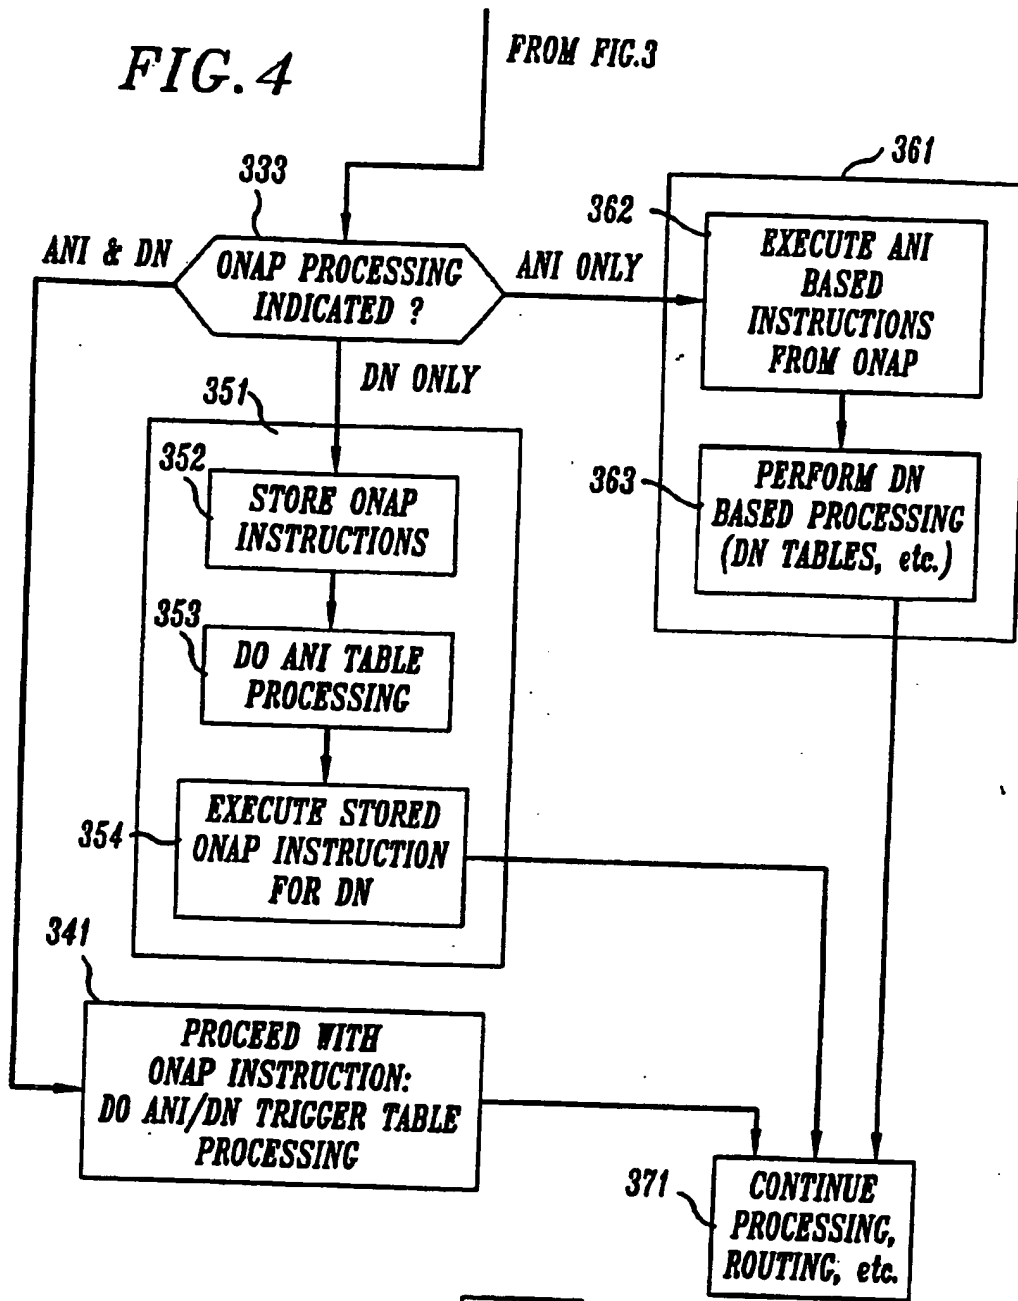 FIG. 4
FROM FIG.3
333
361
362
ANI & DN
ONAP PROCESSING
INDICATED ?
ANI ONLY
EXECUTE ANI
BASED
INSTRUCTIONS
FROM ONAP
DN ONLY
351
352
STORE ONAP
INSTRUCTIONS
363
PERFORM DN
BASED PROCESSING
(DN TABLES, etc.)
353
DO ANI TABLE
PROCESSING
354
EXECUTE STORED
ONAP INSTRUCTION
FOR DN
341
PROCEED WITH
ONAP INSTRUCTION:
DO ANI/DN TRIGGER TABLE
PROCESSING
371
CONTINUE
PROCESSING,
ROUTING, etc.